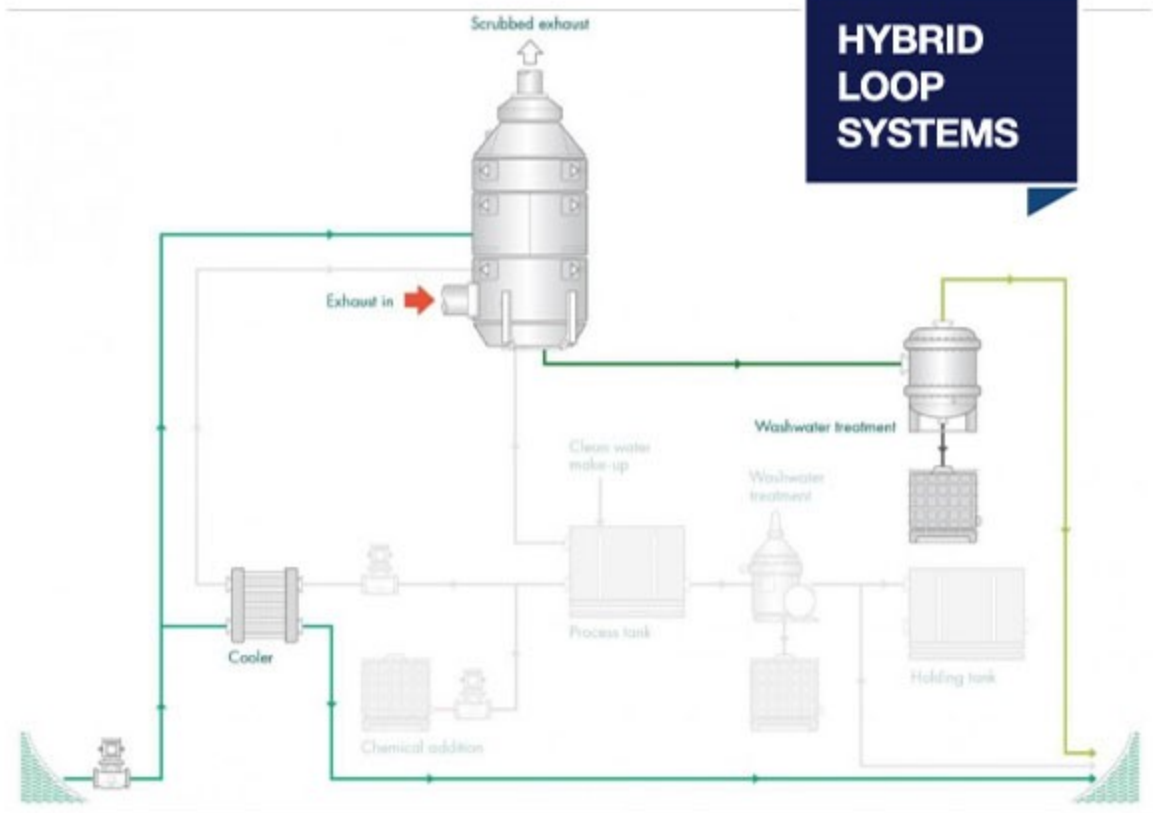 Scrubbed exhaust
HYBRID
LOOP
SYSTEMS
Exhaust in
Washwater treatment
Clean water
make-up
Washwater
treatment
Process tank
Cooler
Holding tank
Chemical addition